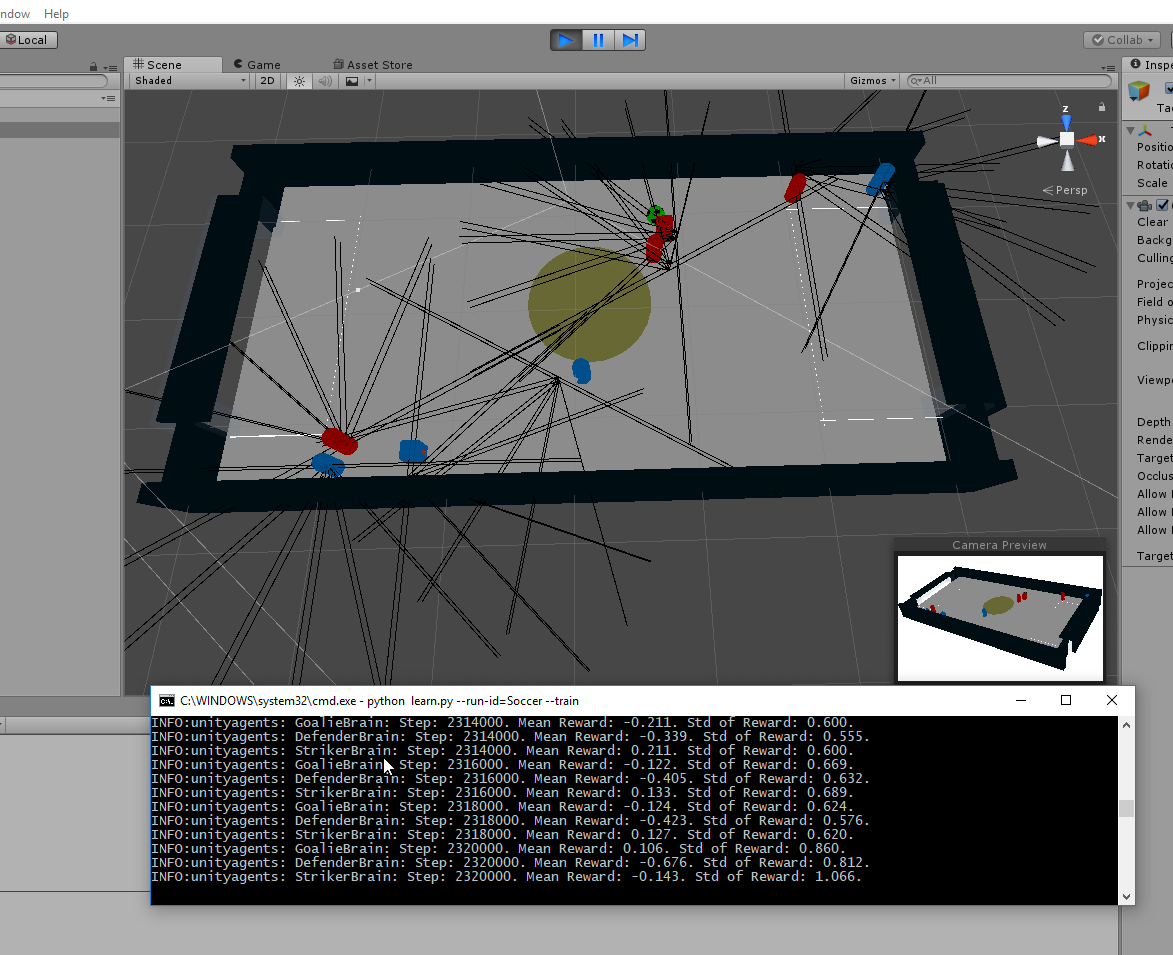 ndow Help
Local
Collab
Scene
Game
Asset Store
Inspe
Shaded
2D
Gizmos
All
Tag
z
x
Persp
Positio
Rotatio
Scale
Clear
Backg
Culling
Projec
Field o
Physic
Clippin
Viewpo
Depth
Rende
Target
Occlus
Allow
Allow
Allow
Target
Camera Preview
C:\WINDOWS\system32\cmd.exe - python  learn.py --run-id=Soccer --train
INFO:unityagents: GoalieBrain: Step: 2314000. Mean Reward: -0.211. Std of Reward: 0.600.
INFO:unityagents: DefenderBrain: Step: 2314000. Mean Reward: -0.339. Std of Reward: 0.555.
INFO:unityagents: StrikerBrain: Step: 2314000. Mean Reward: 0.211. Std of Reward: 0.600.
INFO:unityagents: GoalieBrain: Step: 2316000. Mean Reward: -0.122. Std of Reward: 0.669.
INFO:unityagents: DefenderBrain: Step: 2316000. Mean Reward: -0.405. Std of Reward: 0.632.
INFO:unityagents: StrikerBrain: Step: 2316000. Mean Reward: 0.133. Std of Reward: 0.689.
INFO:unityagents: GoalieBrain: Step: 2318000. Mean Reward: -0.124. Std of Reward: 0.624.
INFO:unityagents: DefenderBrain: Step: 2318000. Mean Reward: -0.423. Std of Reward: 0.576.
INFO:unityagents: StrikerBrain: Step: 2318000. Mean Reward: 0.127. Std of Reward: 0.620.
INFO:unityagents: GoalieBrain: Step: 2320000. Mean Reward: 0.106. Std of Reward: 0.860.
INFO:unityagents: DefenderBrain: Step: 2320000. Mean Reward: -0.676. Std of Reward: 0.812.
INFO:unityagents: StrikerBrain: Step: 2320000. Mean Reward: -0.143. Std of Reward: 1.066.